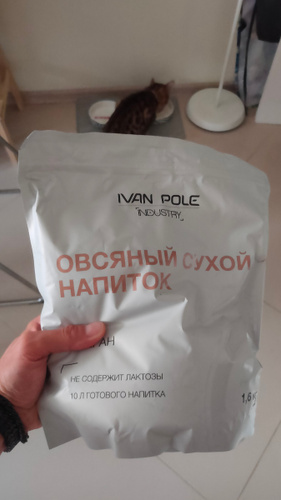 IVAN POLE
INDUSTRY
ОВСЯНЫЙ СУХОЙ
НАПИТОК
НЕ СОДЕРЖИТ ЛАКТОЗЫ
10 Л ГОТОВОГО НАПИТКА